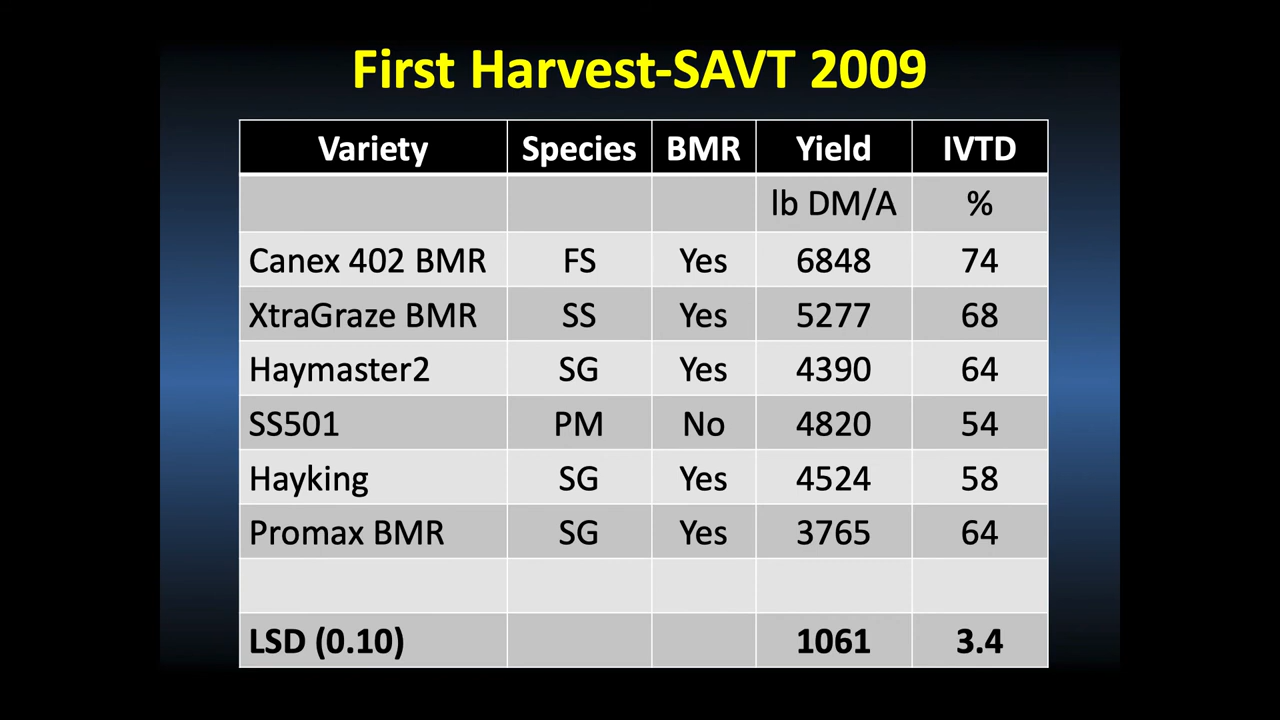 First Harvest-SAVT 2009
Variety Species BMR Yield IVTD
lb DM/A %
Canex 402 BMR FS Yes 6848 74
XtraGraze BMR SS Yes 5277 68
Haymaster2 SG Yes 4390 64
SS501 PM No 4820 54
Hayking SG Yes 4524 58
Promax BMR SG Yes 3765 64
LSD (0.10) 1061 3.4